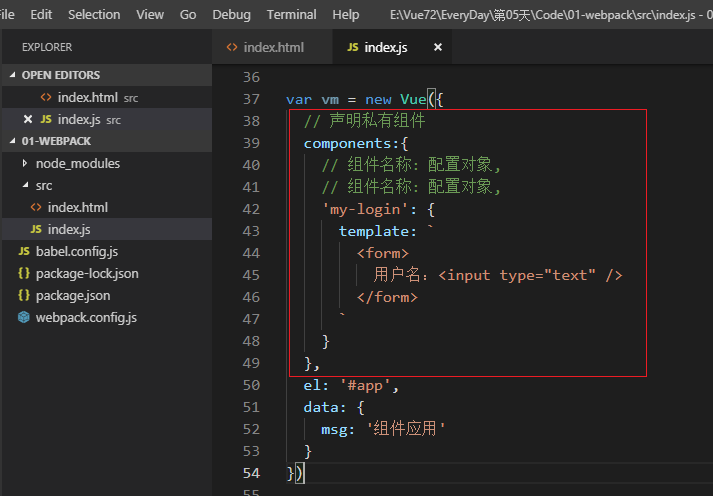 File Edit View Go Debug Terminal Help E:\Vue72\EveryDay\第05天\Code\01-webpack\src\index.js - 0
EXPLORER
OPEN EDITORS
index.html src
index.js src
01-WEBPACK
node_modules
src
index.html
index.js
babel.config.js
package-lock.json
package.json
webpack.config.js
index.html index.js
36
37 var vm = new Vue({
38 // 声明私有组件
39 components:{
40 // 组件名称: 配置对象,
41 // 组件名称: 配置对象,
42 'my-login': {
43 template: `
44 <form>
45 用户名: <input type="text" />
46 </form>
47 `
48 }
49 },
50 el: '#app',
51 data: {
52 msg: '组件应用'
53 }
54 })
55